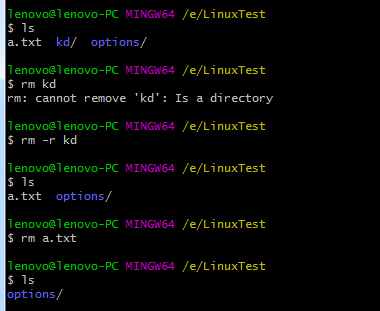 lenovo@lenovo-PC MINGW64 /e/LinuxTest
$ ls
a.txt  kd/  options/
lenovo@lenovo-PC MINGW64 /e/LinuxTest
$ rm kd
rm: cannot remove 'kd': Is a directory
lenovo@lenovo-PC MINGW64 /e/LinuxTest
$ rm -r kd
lenovo@lenovo-PC MINGW64 /e/LinuxTest
$ ls
a.txt  options/
lenovo@lenovo-PC MINGW64 /e/LinuxTest
$ rm a.txt
lenovo@lenovo-PC MINGW64 /e/LinuxTest
$ ls
options/